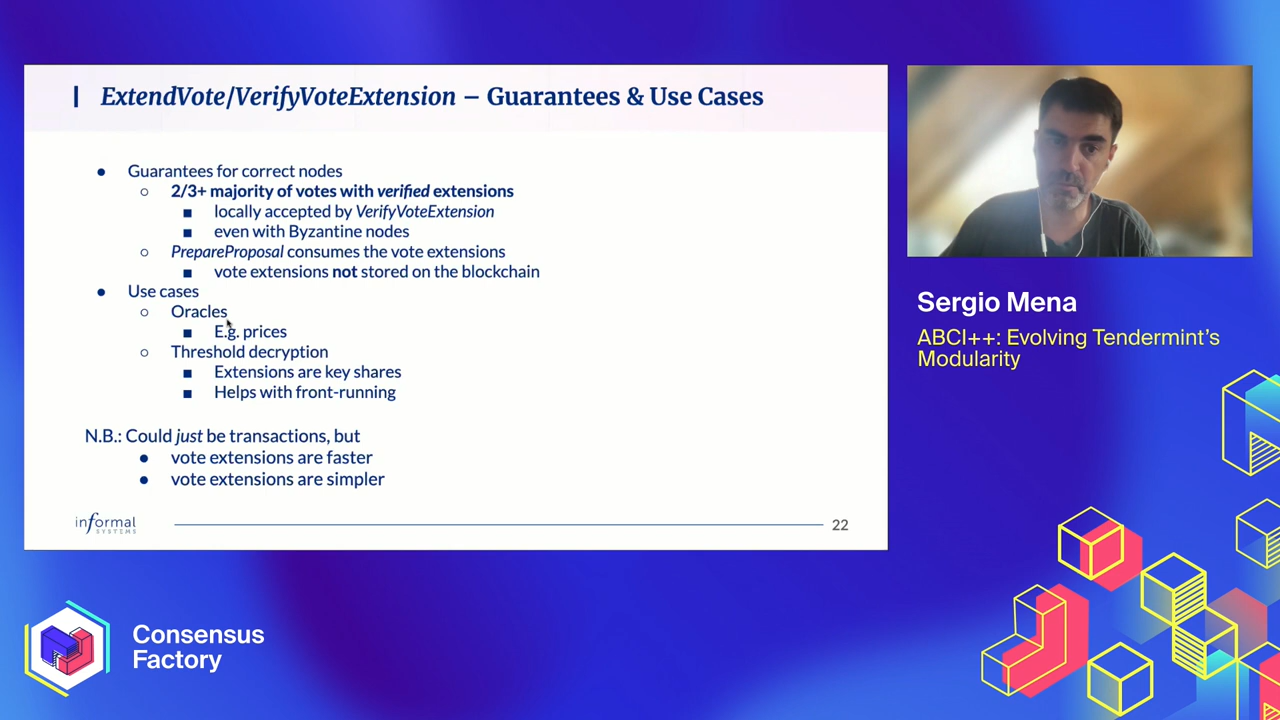 ExtendVote/VerifyVoteExtension – Guarantees & Use Cases
● Guarantees for correct nodes
○ 2/3+ majority of votes with verified extensions
■ locally accepted by VerifyVoteExtension
■ even with Byzantine nodes
○ PrepareProposal consumes the vote extensions
■ vote extensions not stored on the blockchain
● Use cases
○ Oracles
■ E.g. prices
○ Threshold decryption
■ Extensions are key shares
■ Helps with front-running
N.B.: Could just be transactions, but
● vote extensions are faster
● vote extensions are simpler
informal
SYSTEMS
22
Sergio Mena
ABCI++: Evolving Tendermint's
Modularity
Consensus
Factory